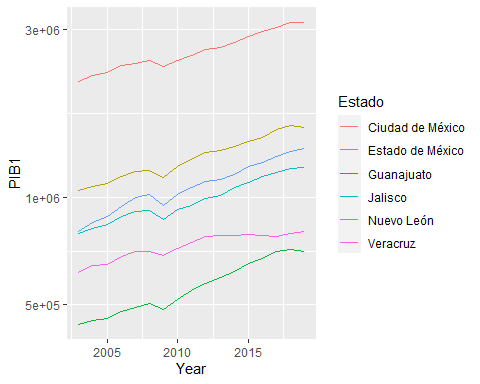 PIB1
3e+06
1e+06
5e+05
2005 2010 2015
Year
Estado
Ciudad de México
Estado de México
Guanajuato
Jalisco
Nuevo León
Veracruz